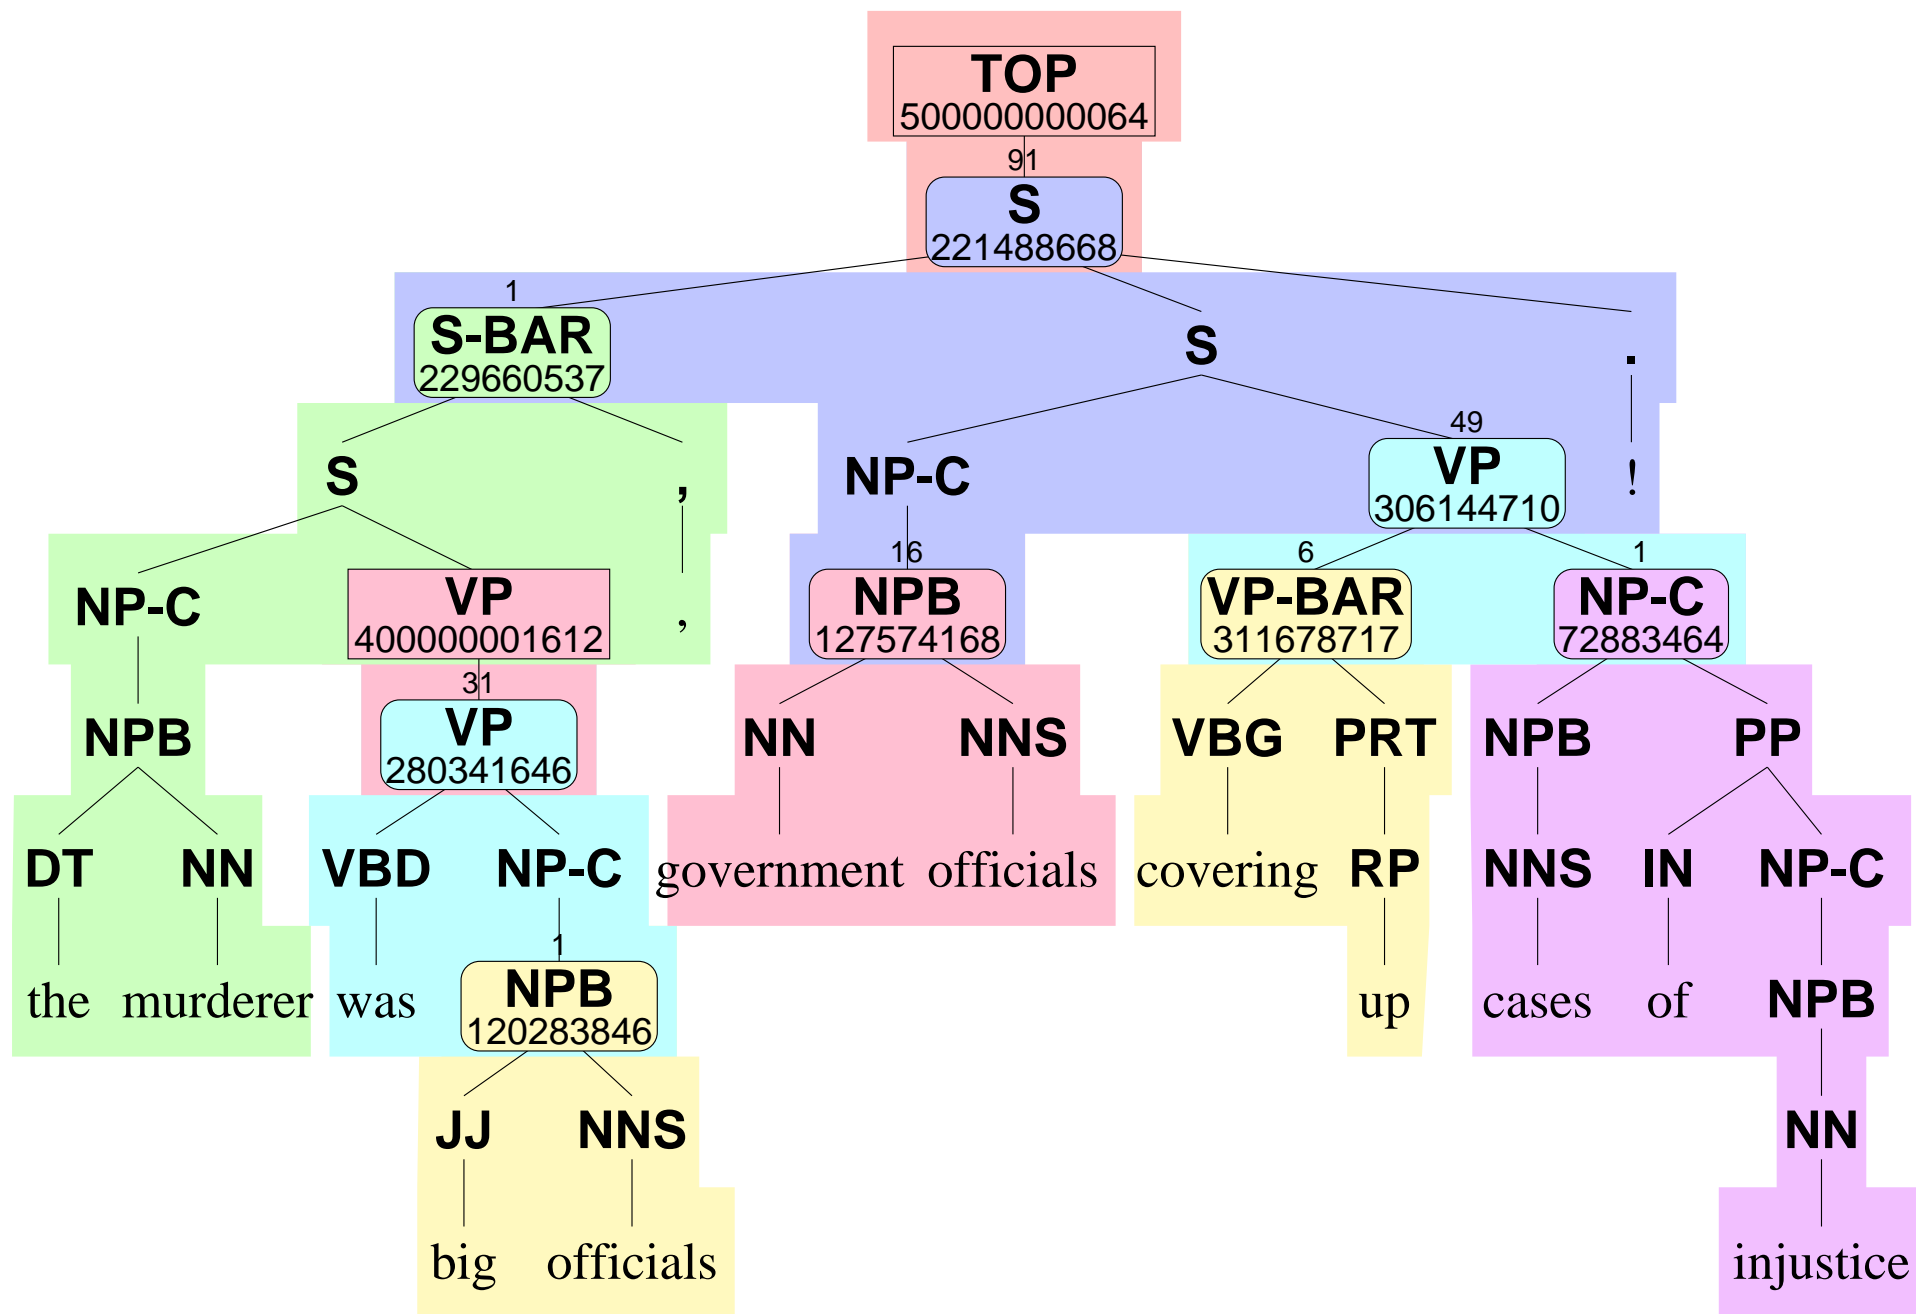 TOP
500000000064
91
S
221488668
1
S-BAR
229660537
S
.
S
,
NP-C
49
VP
306144710
!
NP-C
VP
400000001612
,
16
NPB
127574168
6
VP-BAR
311678717
1
NP-C
72883464
NPB
31
VP
280341646
NN
NNS
VBG
PRT
NPB
PP
DT
NN
VBD
NP-C
government
officials
covering
RP
NNS
IN
NP-C
the
murderer
was
1
NPB
120283846
up
cases
of
NPB
JJ
NNS
NN
big
officials
injustice